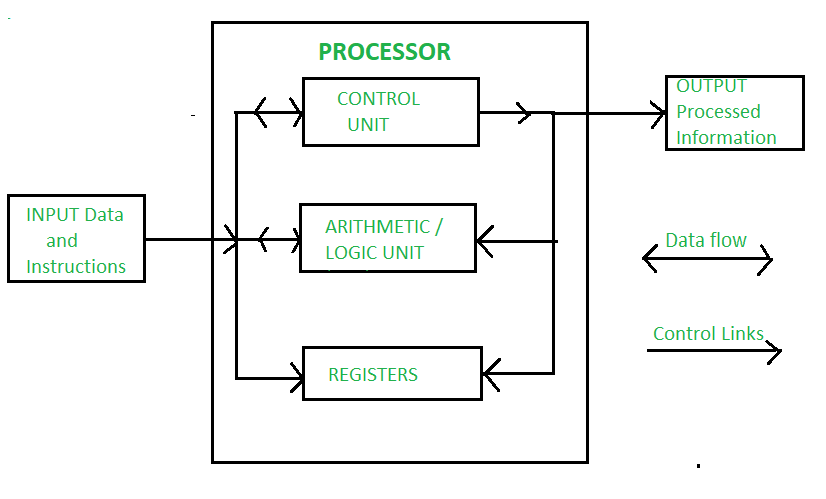 PROCESSOR
CONTROL
UNIT
OUTPUT
Processed
Information
INPUT Data
and
Instructions
ARITHMETIC /
LOGIC UNIT
Data flow
Control Links
REGISTERS